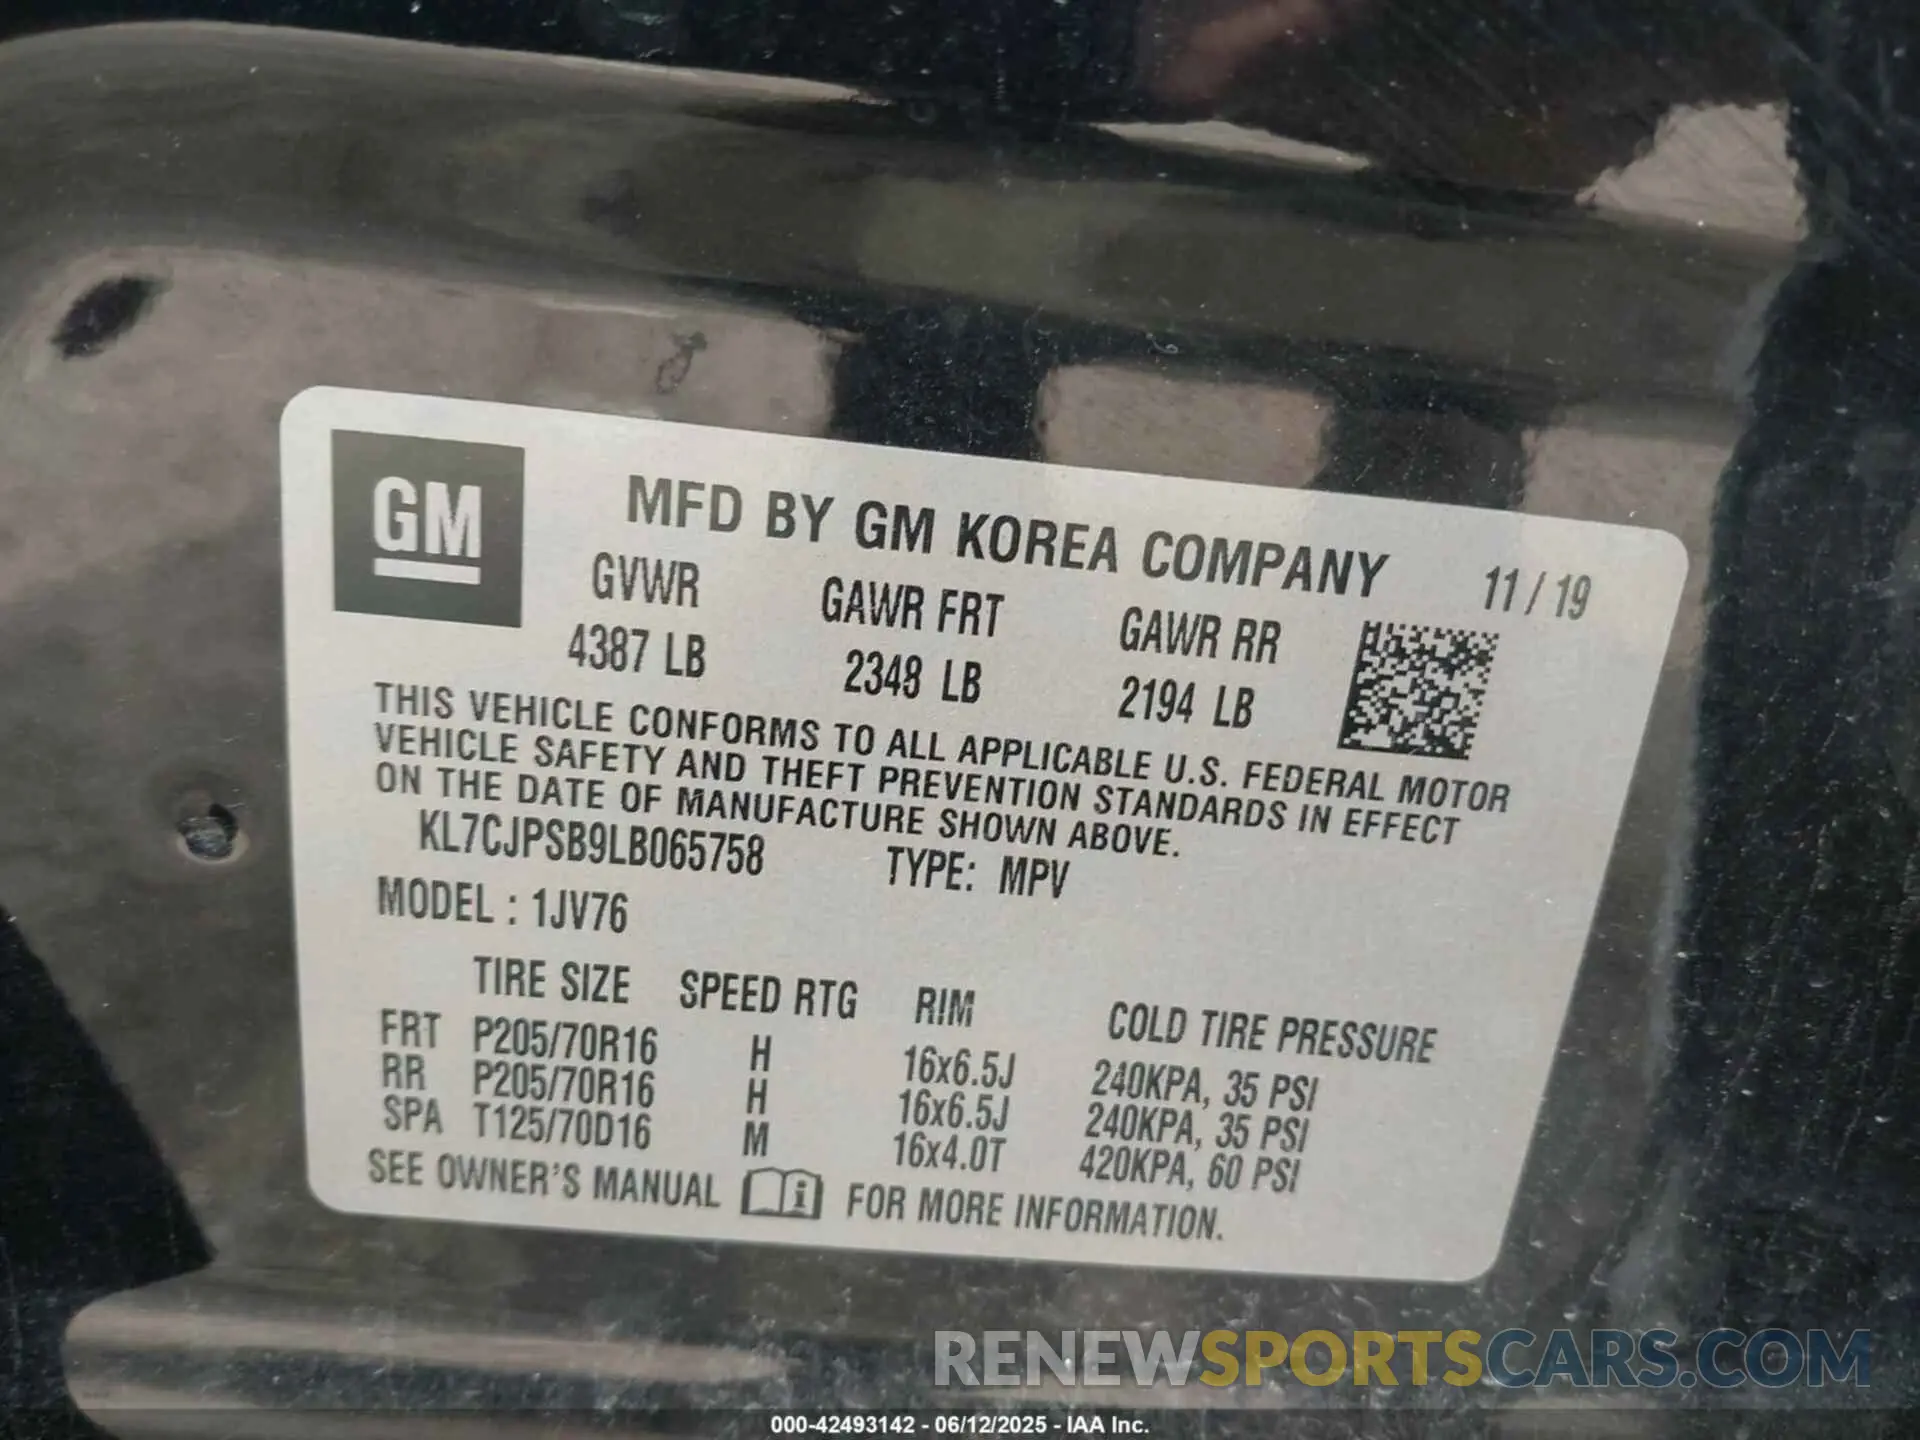 GM
MFD BY GM KOREA COMPANY 11 / 19
GVWR GAWR FRT GAWR RR
4387 LB 2348 LB 2194 LB
THIS VEHICLE CONFORMS TO ALL APPLICABLE U.S. FEDERAL MOTOR
VEHICLE SAFETY AND THEFT PREVENTION STANDARDS IN EFFECT
ON THE DATE OF MANUFACTURE SHOWN ABOVE.
KL7CJPSB9LB065758 TYPE: MPV
MODEL : 1JV76
TIRE SIZE SPEED RTG RIM COLD TIRE PRESSURE
FRT P205/70R16 H 16x6.5J 240KPA, 35 PSI
RR P205/70R16 H 16x6.5J 240KPA, 35 PSI
SPA T125/70D16 M 16x4.0T 420KPA, 60 PSI
SEE OWNER'S MANUAL i FOR MORE INFORMATION.
RENEWSPORTSCARS.COM
000-42493142 - 06/12/2025 - IAA Inc.